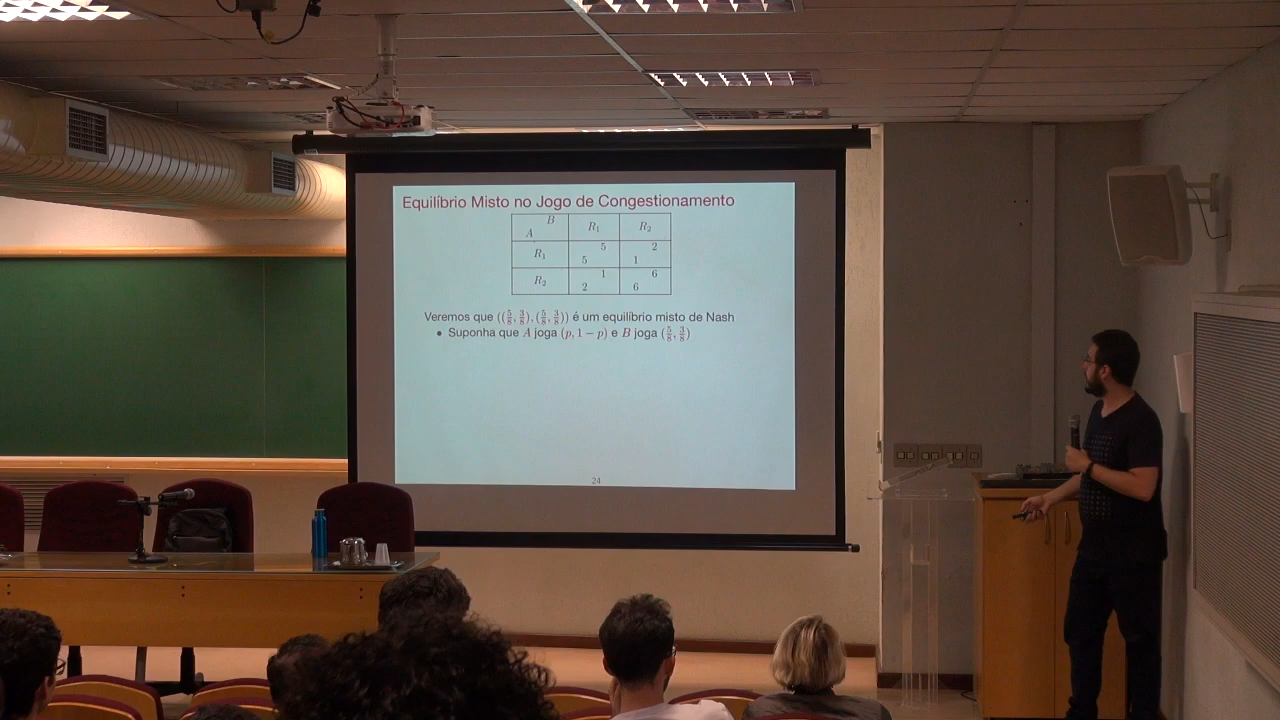 Equilíbrio Misto no Jogo de Congestionamento
B
A R₁ R₂
5 2
R₁
5 1
1 6
R₂
2 6
Veremos que ((5/8, 3/8), (5/8, 3/8)) é um equilíbrio misto de Nash
• Suponha que A joga (p, 1 − p) e B joga (5/8, 3/8)
24